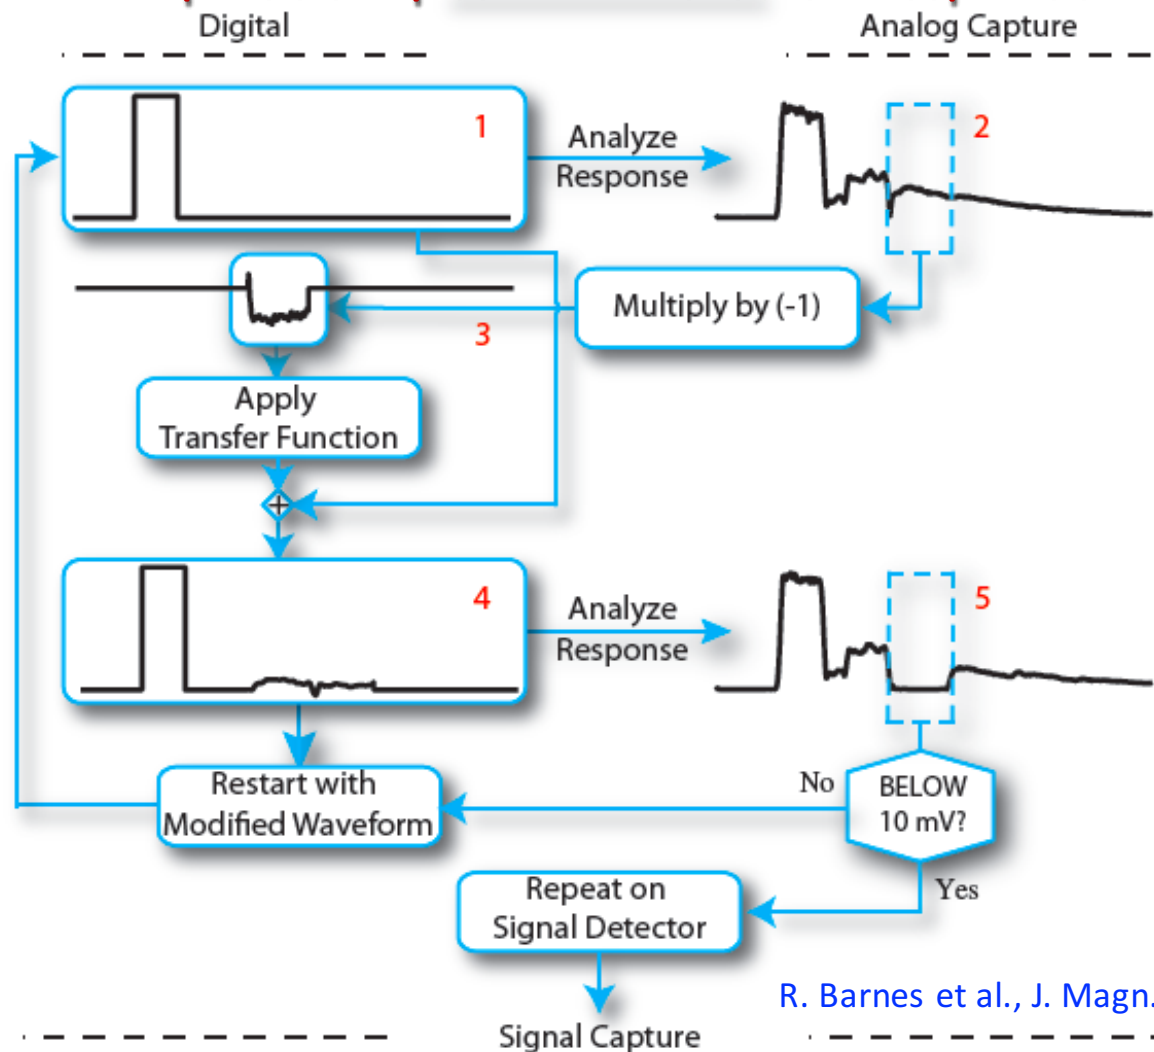 Digital
Analog Capture
1
Analyze
Response
2
3
Multiply by (-1)
Apply
Transfer Function
+
4
Analyze
Response
5
Restart with
Modified Waveform
No
BELOW
10 mV?
Yes
Repeat on
Signal Detector
R. Barnes et al., J. Magn.
Signal Capture